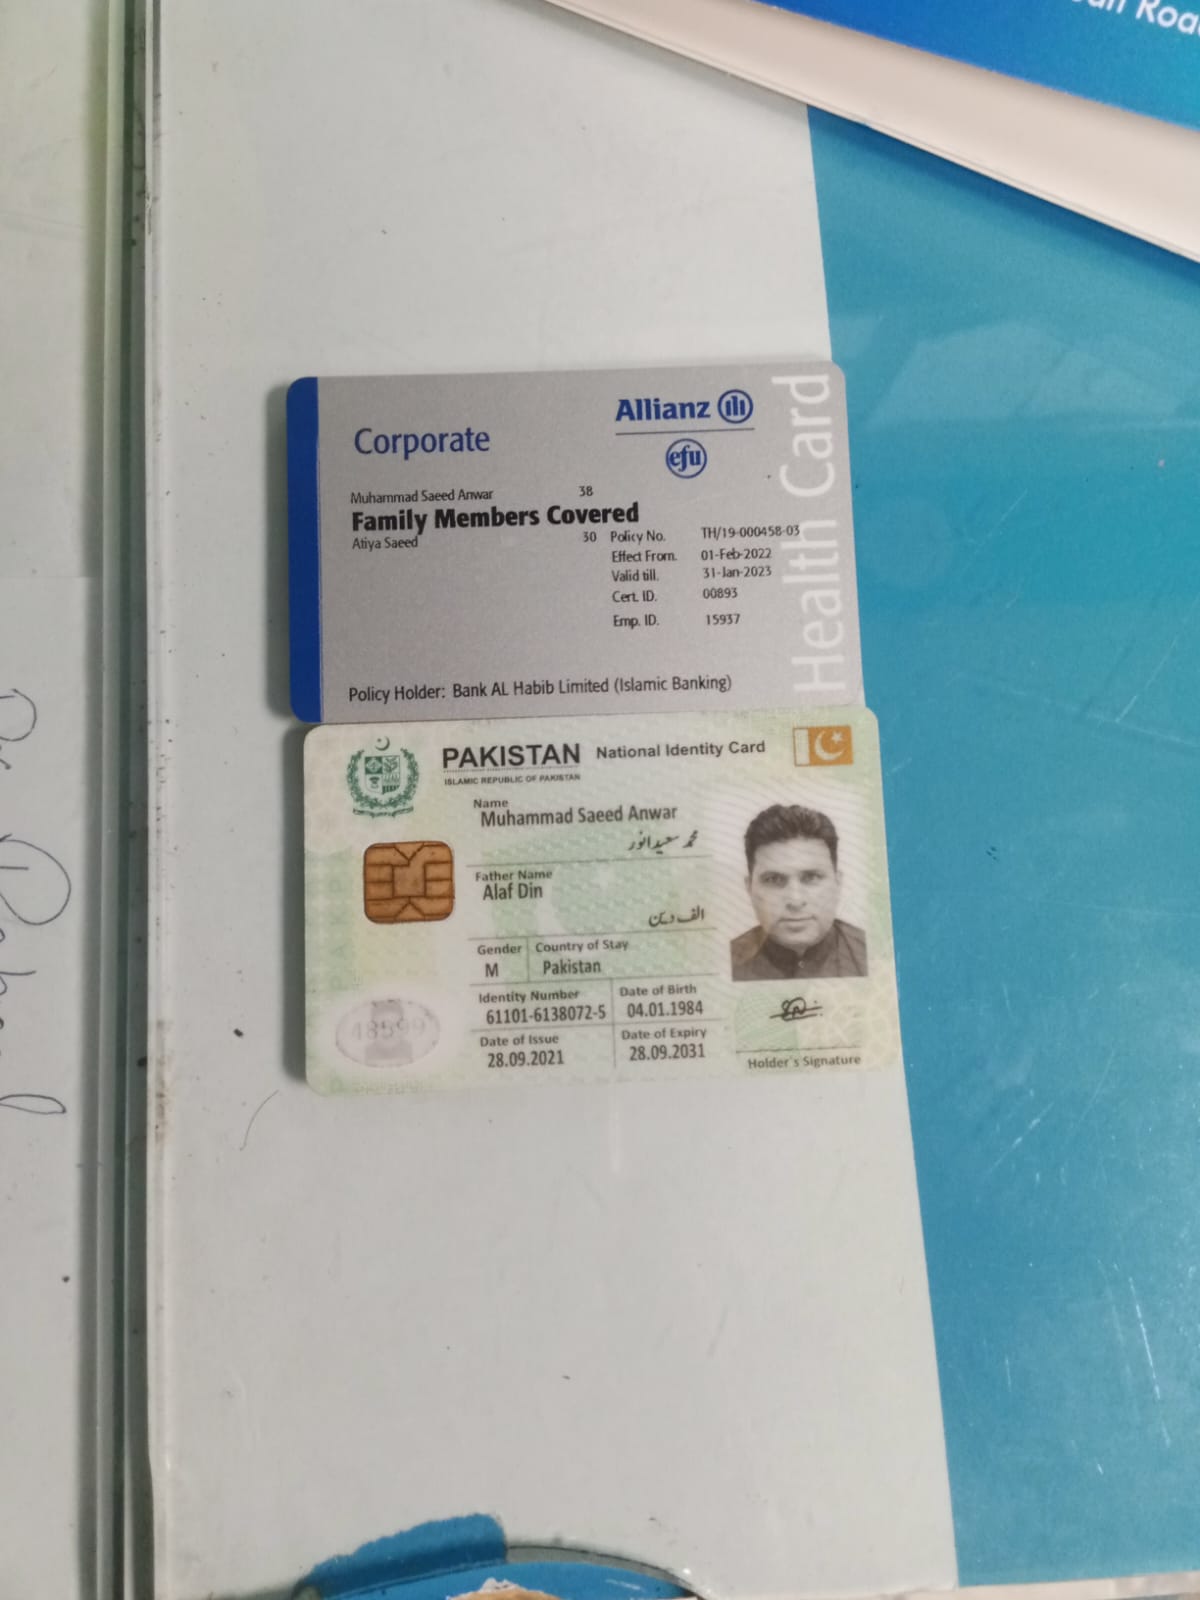 Road
Allianz
efu
Corporate
Health Card
Muhammad Saeed Anwar 38
Family Members Covered
Atiya Saeed 30
Policy No. TH/19-000458-03
Effect From. 01-Feb-2022
Valid till. 31-Jan-2023
Cert. ID. 00893
Emp. ID. 15937
Policy Holder: Bank AL Habib Limited (Islamic Banking)
PAKISTAN National Identity Card
ISLAMIC REPUBLIC OF PAKISTAN
Name
Muhammad Saeed Anwar
محمد سعید انور
Father Name
Alaf Din
الف دین
Gender Country of Stay
M Pakistan
Identity Number Date of Birth
61101-6138072-5 04.01.1984
Date of Issue Date of Expiry
28.09.2021 28.09.2031
48599
Holder's Signature